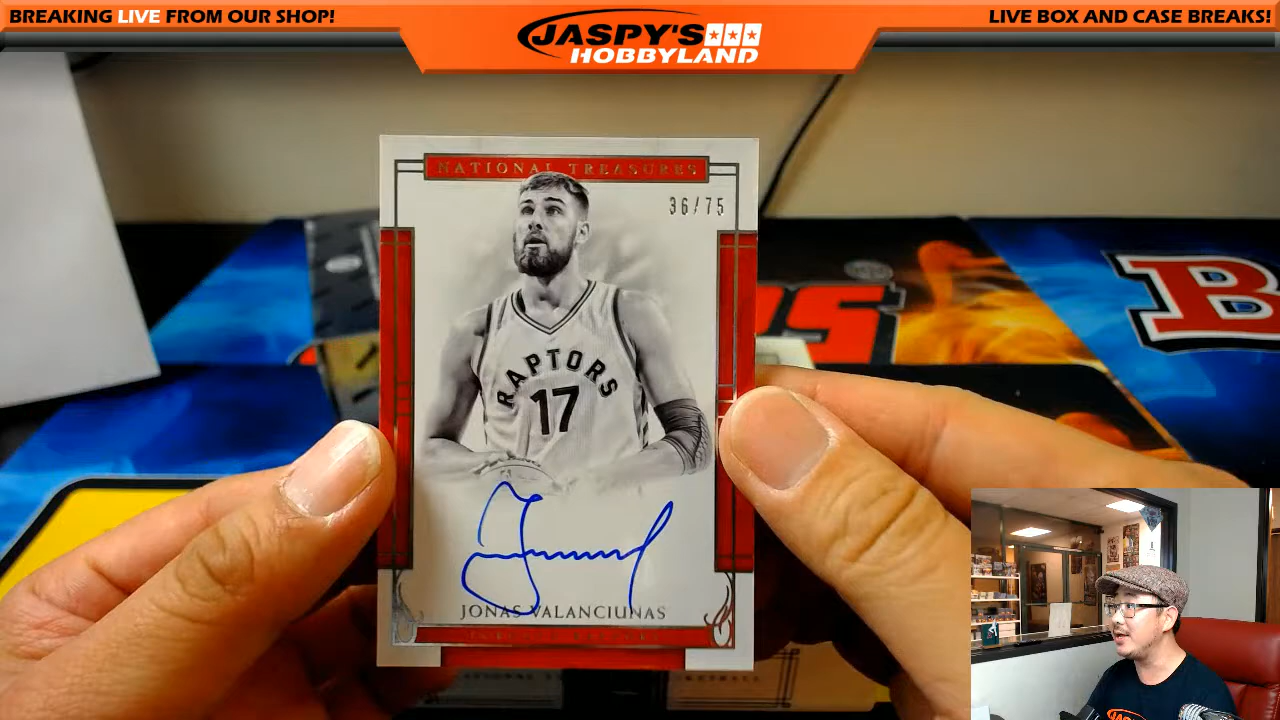 BREAKING LIVE FROM OUR SHOP!
JASPY'S
HOBBYLAND
LIVE BOX AND CASE BREAKS!
NATIONAL TREASURES
36/75
RAPTORS
17
B
JONAS VALANCIUNAS